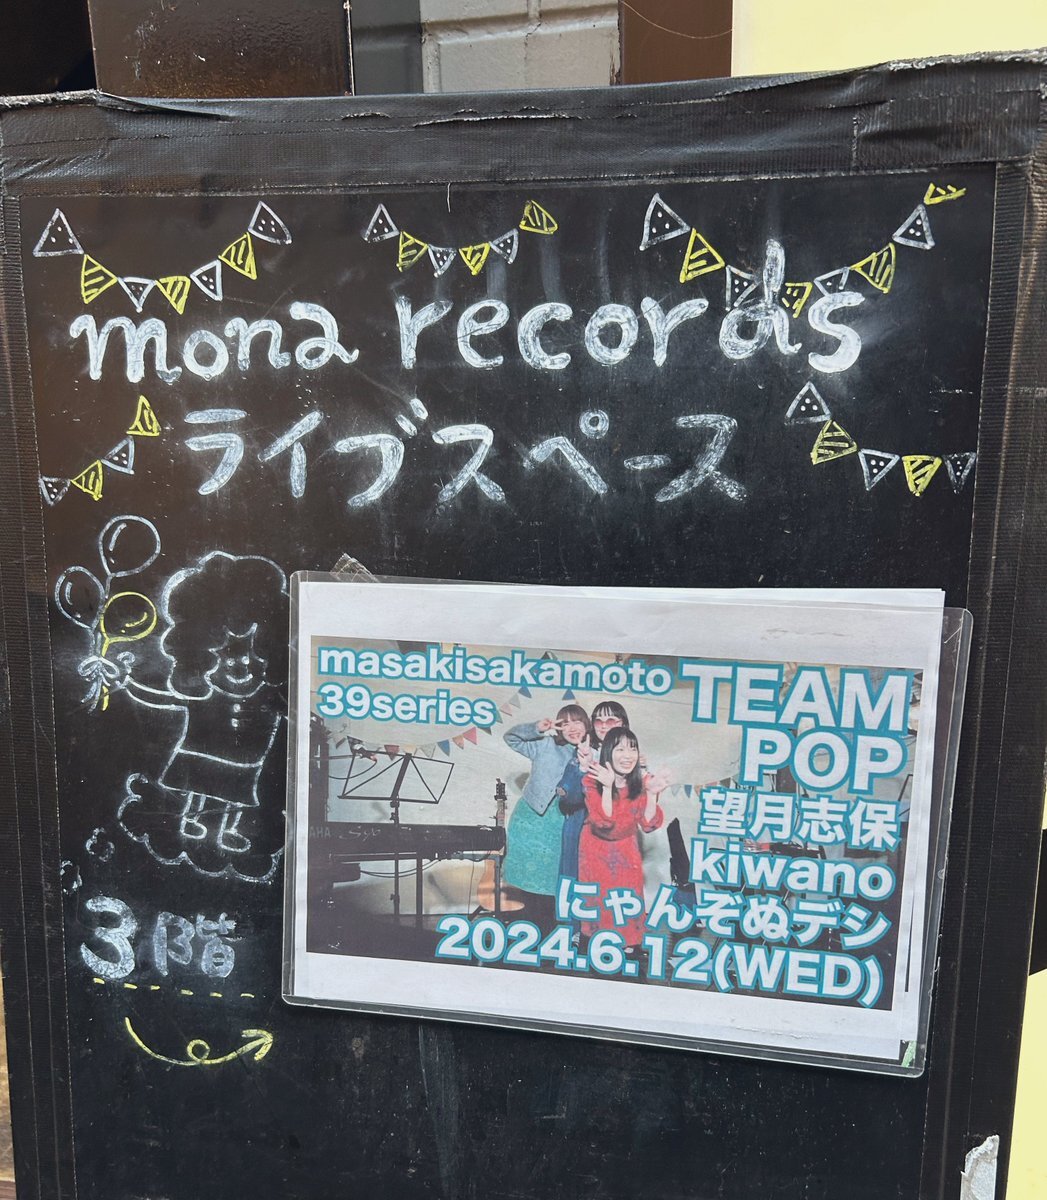 mona records
ライブスペース
masakisakamoto
39series
TEAM
POP
望月志保
kiwano
にゃんぞぬデシ
2024.6.12(WED)
3階